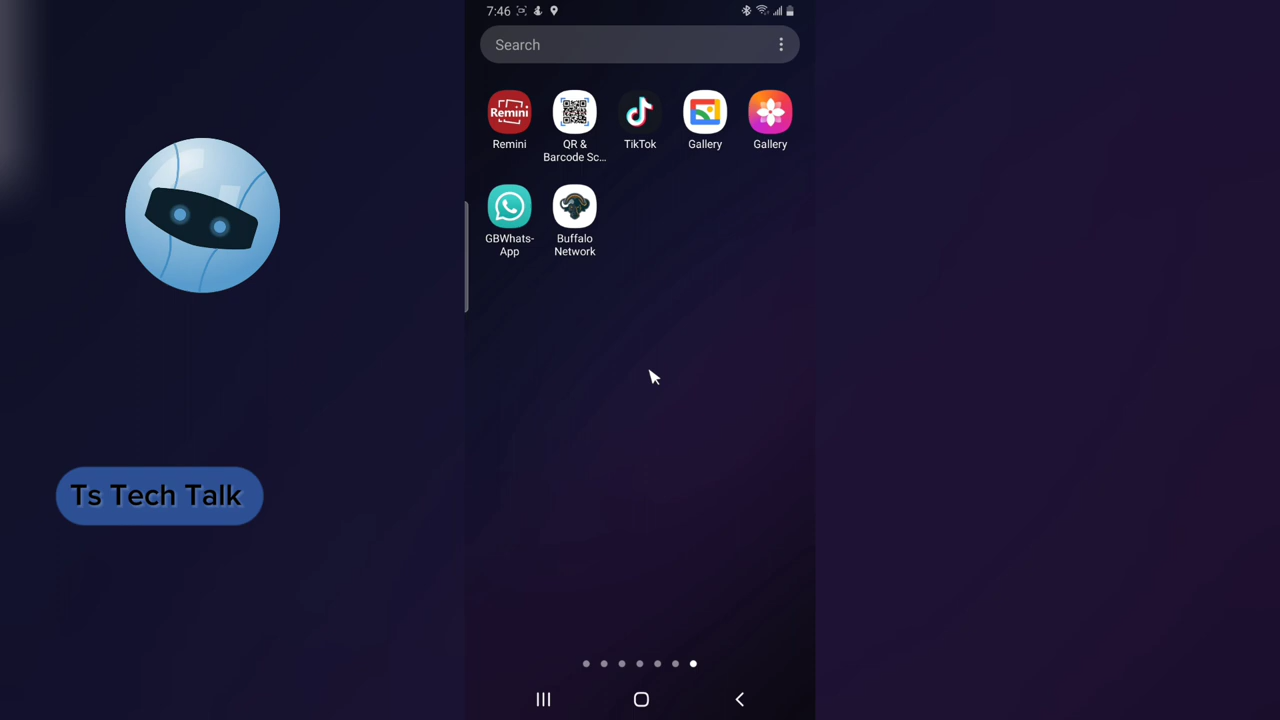 7:46
Search
Remini
Remini
QR &
Barcode Sc...
TikTok
Gallery
Gallery
GBWhats-
App
Buffalo
Network
Ts Tech Talk